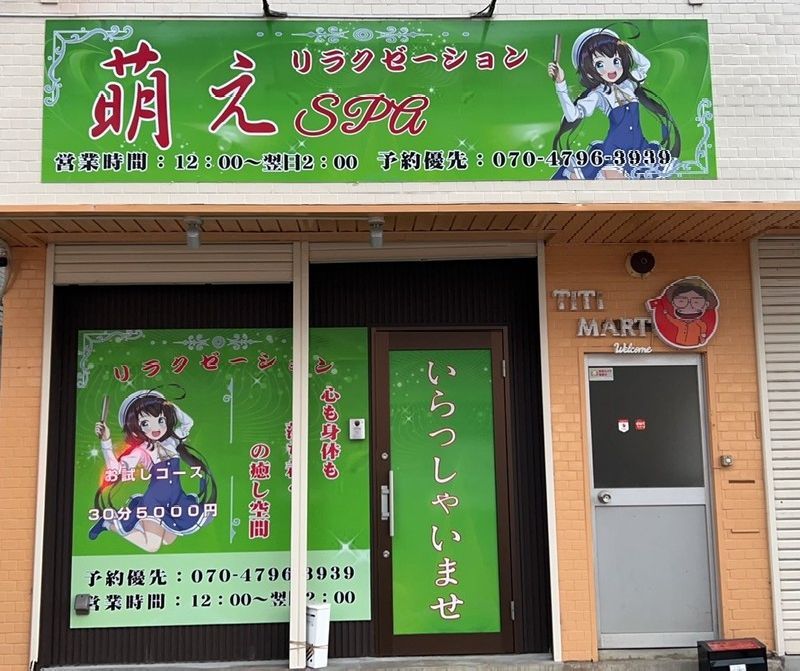 リラクゼーション
萌え SPA
営業時間：12：00〜翌日2：00 予約優先：070-4796-3939
TITi
MART
Welcome
リラクゼーション
心も身体も
の癒し空間
お試しコース
30分5000円
予約優先：070-4796-3939
営業時間：12：00〜翌日2：00
いらっしゃいませ